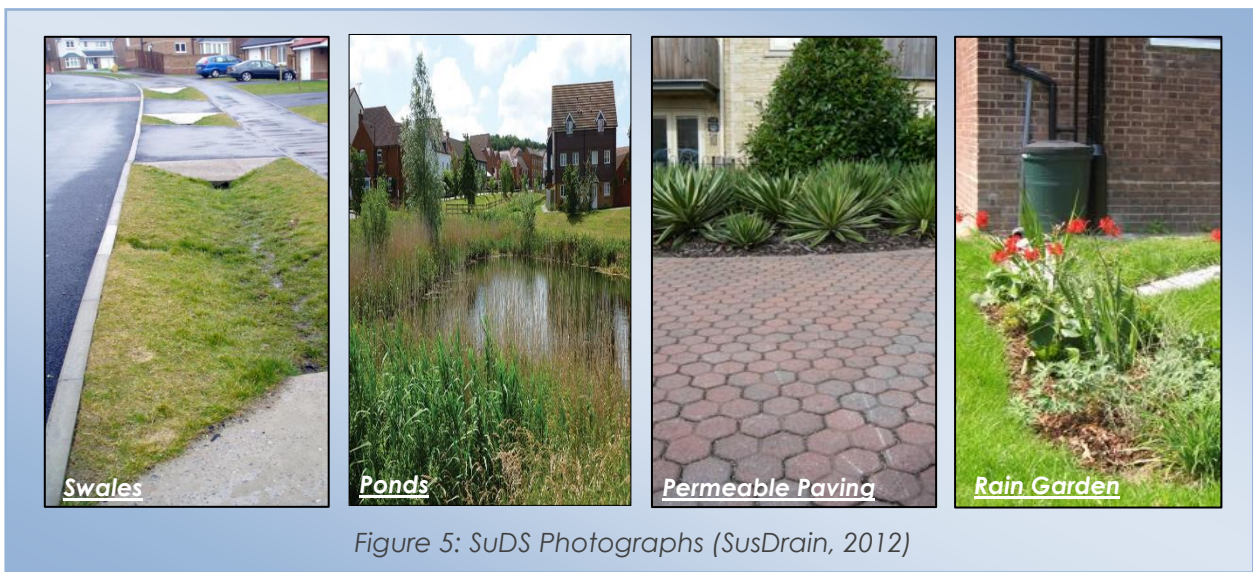 Swales
Ponds
Permeable Paving
Rain Garden
Figure 5: SuDS Photographs (SusDrain, 2012)